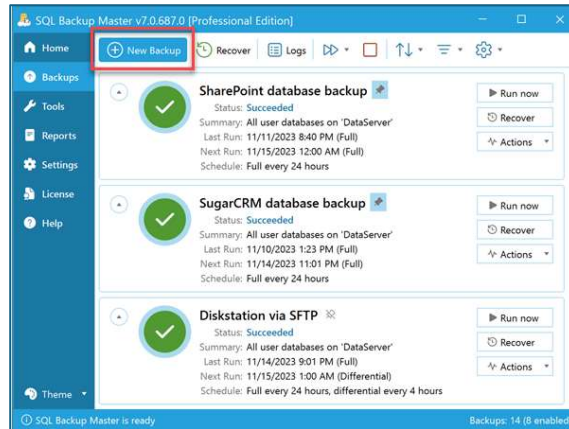 SQL Backup Master v7.0.687.0 [Professional Edition]
Home
New Backup
Recover
Logs
Backups
Tools
Reports
Settings
License
Help
Theme
SharePoint database backup
Status: Succeeded
Summary: All user databases on 'DataServer'
Last Run: 11/11/2023 8:40 PM (Full)
Next Run: 11/15/2023 12:00 AM (Full)
Schedule: Full every 24 hours
Run now
Recover
Actions
SugarCRM database backup
Status: Succeeded
Summary: All user databases on 'DataServer'
Last Run: 11/10/2023 1:23 PM (Full)
Next Run: 11/14/2023 11:01 PM (Full)
Schedule: Full every 24 hours
Run now
Recover
Actions
Diskstation via SFTP
Status: Succeeded
Summary: All user databases on 'DataServer'
Last Run: 11/14/2023 9:01 PM (Full)
Next Run: 11/15/2023 1:00 AM (Differential)
Schedule: Full every 24 hours, differential every 4 hours
Run now
Recover
Actions
SQL Backup Master is ready
Backups: 14 (8 enabled